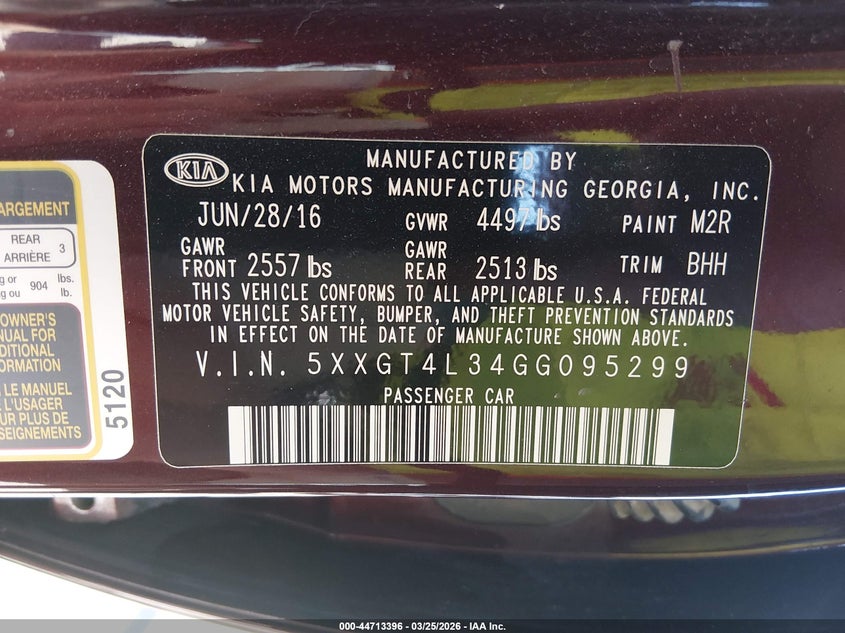 MANUFACTURED BY
KIA
KIA MOTORS MANUFACTURING GEORGIA, INC.
JUN/28/16 GVWR 4497 lbs PAINT M2R
GAWR FRONT 2557 lbs GAWR REAR 2513 lbs TRIM BHH
THIS VEHICLE CONFORMS TO ALL APPLICABLE U.S.A. FEDERAL
MOTOR VEHICLE SAFETY, BUMPER, AND THEFT PREVENTION STANDARDS
IN EFFECT ON THE DATE OF MANUFACTURE SHOWN ABOVE.
V.I.N. 5XXGT4L34GG095299
PASSENGER CAR
ARGEMENT
REAR
ARRIÈRE 3
g or 904 lbs.
g ou lb.
OWNER'S
NUAL FOR
DITIONAL
ORMATION
LE MANUEL
L'USAGER
OUR PLUS DE
SEIGNEMENTS
5120
000-44713396 - 03/25/2026 - IAA Inc.